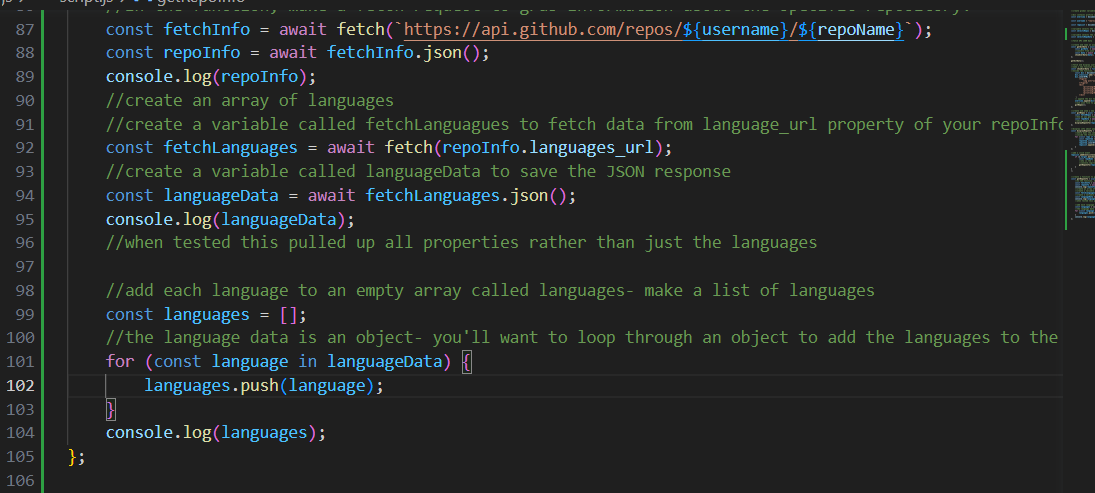 87 const fetchInfo = await fetch(`https://api.github.com/repos/${username}/${repoName}`);
88 const repoInfo = await fetchInfo.json();
89 console.log(repoInfo);
90 //create an array of languages
91 //create a variable called fetchLanguagues to fetch data from language_url property of your repoInfo
92 const fetchLanguages = await fetch(repoInfo.languages_url);
93 //create a variable called languageData to save the JSON response
94 const languageData = await fetchLanguages.json();
95 console.log(languageData);
96 //when tested this pulled up all properties rather than just the languages
97
98 //add each language to an empty array called languages- make a list of languages
99 const languages = [];
100 //the language data is an object- you'll want to loop through an object to add the languages to the
101 for (const language in languageData) {
102 languages.push(language);
103 }
104 console.log(languages);
105 };
106